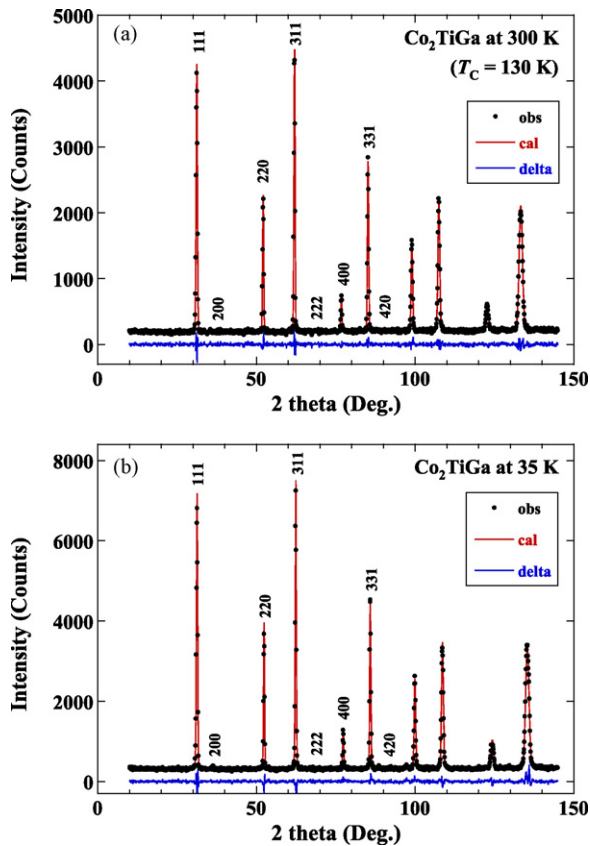 (a)
Co₂TiGa at 300 K
(T_C = 130 K)
obs
cal
delta
111
200
220
311
222
400
331
420
5000
4000
3000
2000
1000
0
Intensity (Counts)
0
50
100
150
2 theta (Deg.)
(b)
Co₂TiGa at 35 K
obs
cal
delta
111
200
220
311
222
400
331
420
8000
6000
4000
2000
0
Intensity (Counts)
0
50
100
150
2 theta (Deg.)